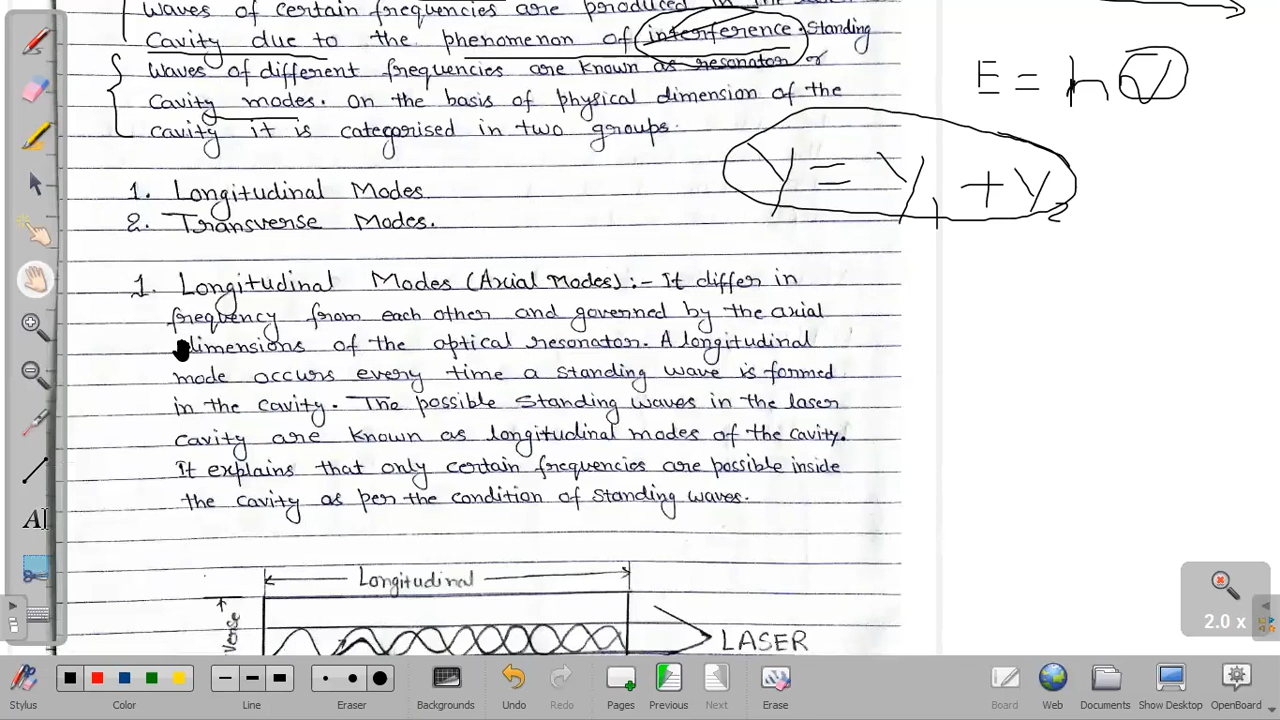 waves of certain frequencies are produced in the
Cavity due to the phenomenon of interference. Standing
waves of different frequencies are known as resonator or
Cavity modes. On the basis of physical dimension of the
cavity it is categorised in two groups.
E = hν
y = y1 + y2
1. Longitudinal Modes
2. Transverse Modes.
1. Longitudinal Modes (Axial Modes) :- It differ in
frequency from each other and governed by the axial
dimensions of the optical resonator. A longitudinal
mode occurs every time a standing wave is formed
in the cavity. The possible Standing waves in the laser
cavity are known as longitudinal modes of the cavity.
It explains that only certain frequencies are possible inside
the cavity as per the condition of standing waves.
Longitudinal
verse
LASER
2.0 x
Stylus
Color
Line
Eraser
Backgrounds
Undo
Redo
Pages
Previous
Next
Erase
Board
Web
Documents
Show Desktop
OpenBoard